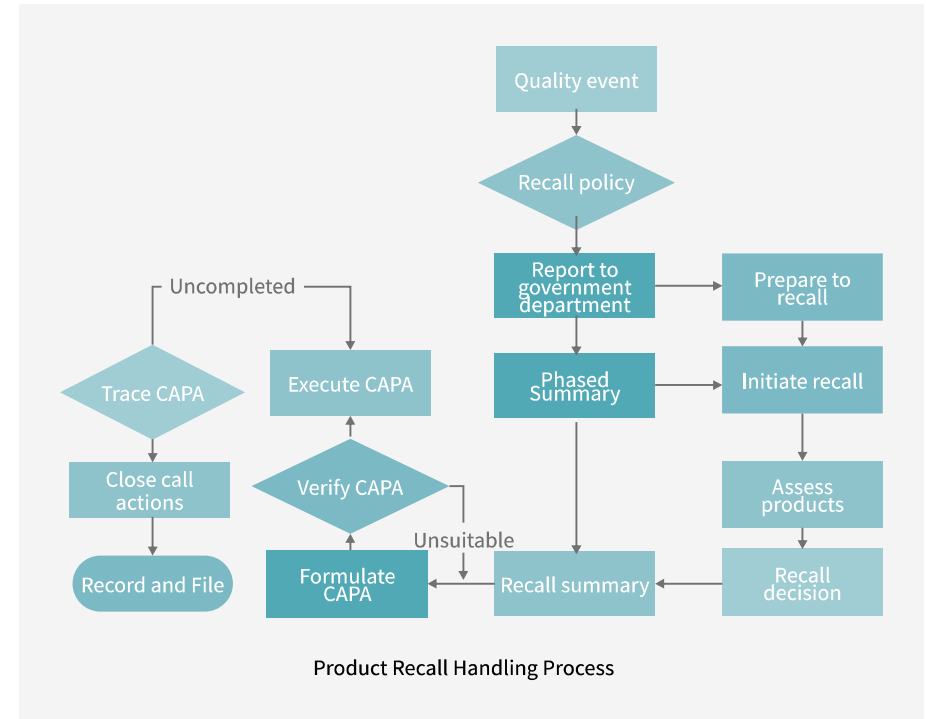 Quality event
Recall policy
Report to
government
department
Prepare to
recall
Uncompleted
Trace CAPA
Execute CAPA
Phased
Summary
Initiate recall
Close call
actions
Verify CAPA
Assess
products
Unsuitable
Record and File
Formulate
CAPA
Recall summary
Recall
decision
Product Recall Handling Process